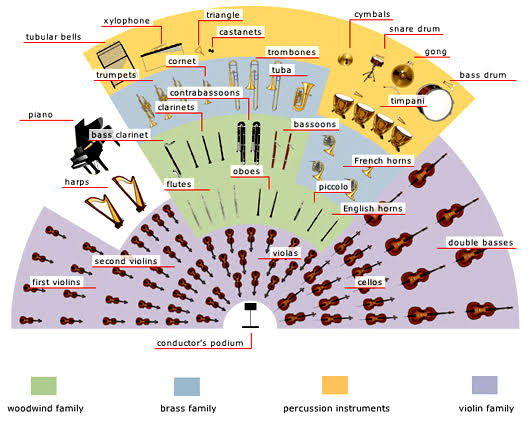 cymbals
triangle
xylophone
snare drum
castanets
tubular bells
gong
trombones
cornet
tuba
trumpets
bass drum
contrabassoons
timpani
clarinets
piano
bassoons
bass clarinet
French horns
oboes
harps
flutes
piccolo
English horns
double basses
violas
second violins
first violins
cellos
conductor's podium
woodwind family
brass family
percussion instruments
violin family